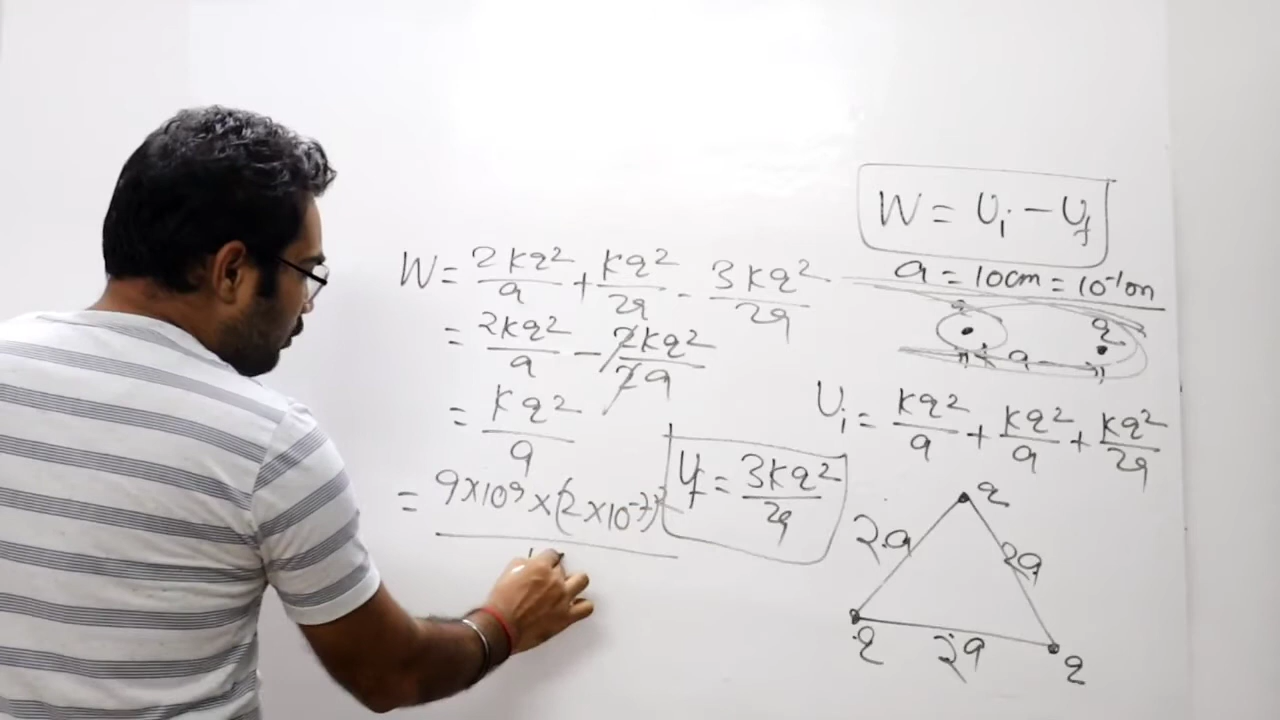 W = Ui - Uf
a = 10cm = 10⁻¹m
W = 2kq²/a + kq²/2a - 3kq²/2a
= 2kq²/a - 2kq²/2a
= kq²/a
= 9×10⁹×(2×10⁻⁷)²
q
a
Ui = kq²/a + kq²/a + kq²/2a
Uf = 3kq²/2a
q
2a 2a
q 2a q